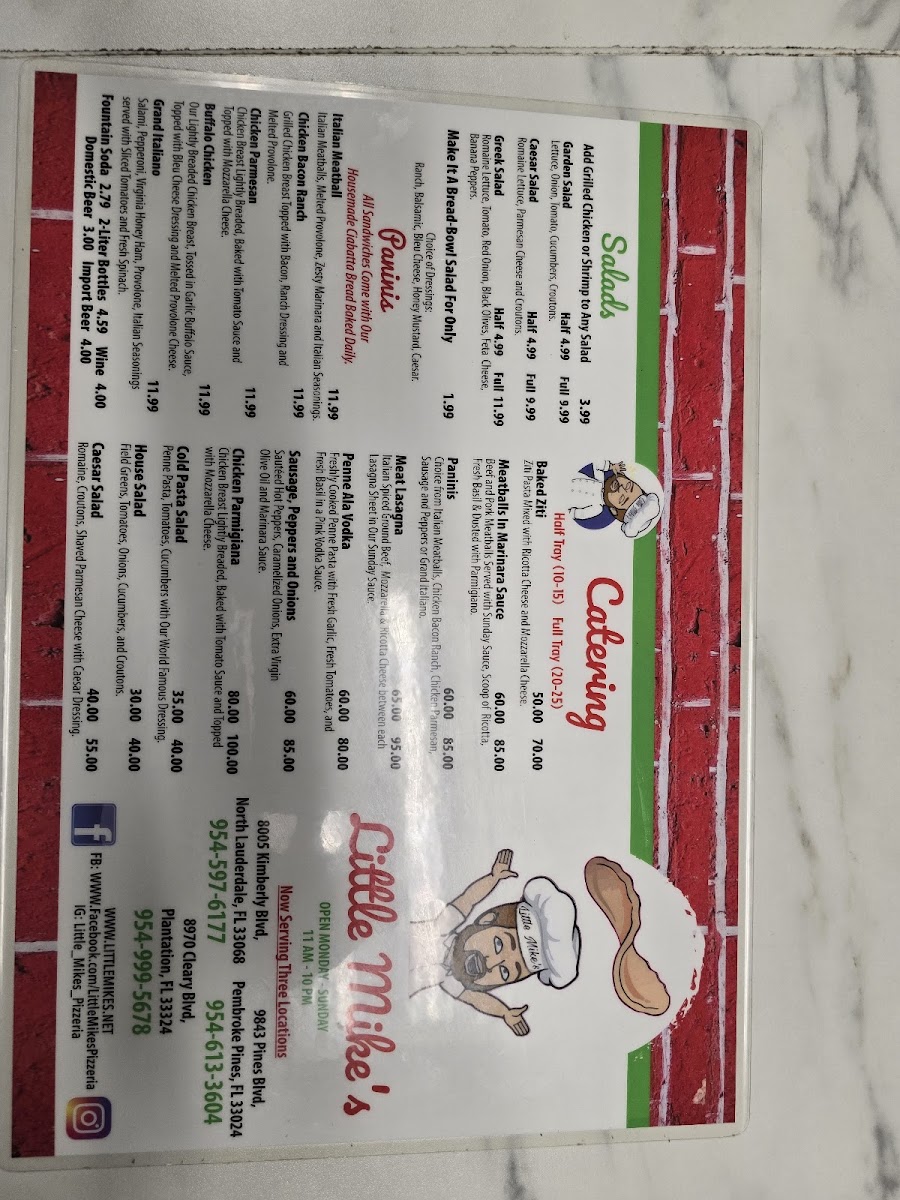 Salads
Add Grilled Chicken or Shrimp to Any Salad 3.99
Garden Salad Half 4.99 Full 9.99
Lettuce, Onion, Tomato, Cucumbers, Croutons.
Caesar Salad Half 4.99 Full 9.99
Romaine Lettuce, Parmesan Cheese and Croutons.
Greek Salad Half 4.99 Full 11.99
Romaine Lettuce, Tomato, Red Onion, Black Olives, Feta Cheese,
Banana Peppers.
Make It A Bread-Bowl Salad For Only 1.99
Choice of Dressings:
Ranch, Balsamic, Bleu Cheese, Honey Mustard, Caesar.
Paninis
All Sandwiches Come with Our
Housemade Ciabatta Bread Baked Daily.
Italian Meatball 11.99
Italian Meatballs, Melted Provolone, Zesty Marinara and Italian Seasonings.
Chicken Bacon Ranch 11.99
Grilled Chicken Breast Topped with Bacon, Ranch Dressing and
Melted Provolone.
Chicken Parmesan 11.99
Chicken Breast Lightly Breaded, Baked with Tomato Sauce and
Topped with Mozzarella Cheese.
Buffalo Chicken 11.99
Our Lightly Breaded Chicken Breast, Tossed in Garlic Buffalo Sauce,
Topped with Bleu Cheese Dressing and Melted Provolone Cheese.
Grand Italiano 11.99
Salami, Pepperoni, Virginia Honey Ham, Provolone, Italian Seasonings
served with Sliced Tomatoes and Fresh Spinach.
Fountain Soda 2.79 2-Liter Bottles 4.59 Wine 4.00
Domestic Beer 3.00 Import Beer 4.00
Catering
Half Tray (10-15) Full Tray (20-25)
Baked Ziti 50.00 70.00
Ziti Pasta Mixed with Ricotta Cheese and Mozzarella Cheese.
Meatballs In Marinara Sauce 60.00 85.00
Beef and Pork Meatballs Served with Sunday Sauce, Scoop of Ricotta,
Fresh Basil & Dusted with Parmigiano.
Paninis 60.00 85.00
Choice from Italian Meatballs, Chicken Bacon Ranch, Chicken Parmesan,
Sausage and Peppers or Grand Italiano.
Meat Lasagna 65.00 95.00
Italian Spiced Ground Beef, Mozzarella & Ricotta Cheese between each
Lasagna Sheet in Our Sunday Sauce.
Penne Ala Vodka 60.00 80.00
Freshly Cooked Penne Pasta with Fresh Garlic, Fresh Tomatoes, and
Fresh Basil in a Pink Vodka Sauce.
Sausage, Peppers and Onions 60.00 85.00
Sautéed Hot Peppers, Caramelized Onions, Extra Virgin
Olive Oil and Marinara Sauce.
Chicken Parmigiana 80.00 100.00
Chicken Breast Lightly Breaded, Baked with Tomato Sauce and Topped
with Mozzarella Cheese.
Cold Pasta Salad 35.00 40.00
Penne Pasta, Tomatoes, Cucumbers with Our World Famous Dressing.
House Salad 30.00 40.00
Field Greens, Tomatoes, Onions, Cucumbers, and Croutons.
Caesar Salad 40.00 55.00
Romaine, Croutons, Shaved Parmesan Cheese with Caesar Dressing.
Little Mike's
Little Mike's
OPEN MONDAY - SUNDAY
11 AM - 10 PM
Now Serving Three Locations
8005 Kimberly Blvd,
North Lauderdale, FL 33068
954-597-6177
9843 Pines Blvd,
Pembroke Pines, FL 33024
954-613-3604
8970 Cleary Blvd,
Plantation, FL 33324
954-999-5678
WWW.LITTLEMIKES.NET
FB: WWW.Facebook.com/LittleMikesPizzeria
IG: Little_Mikes_Pizzeria